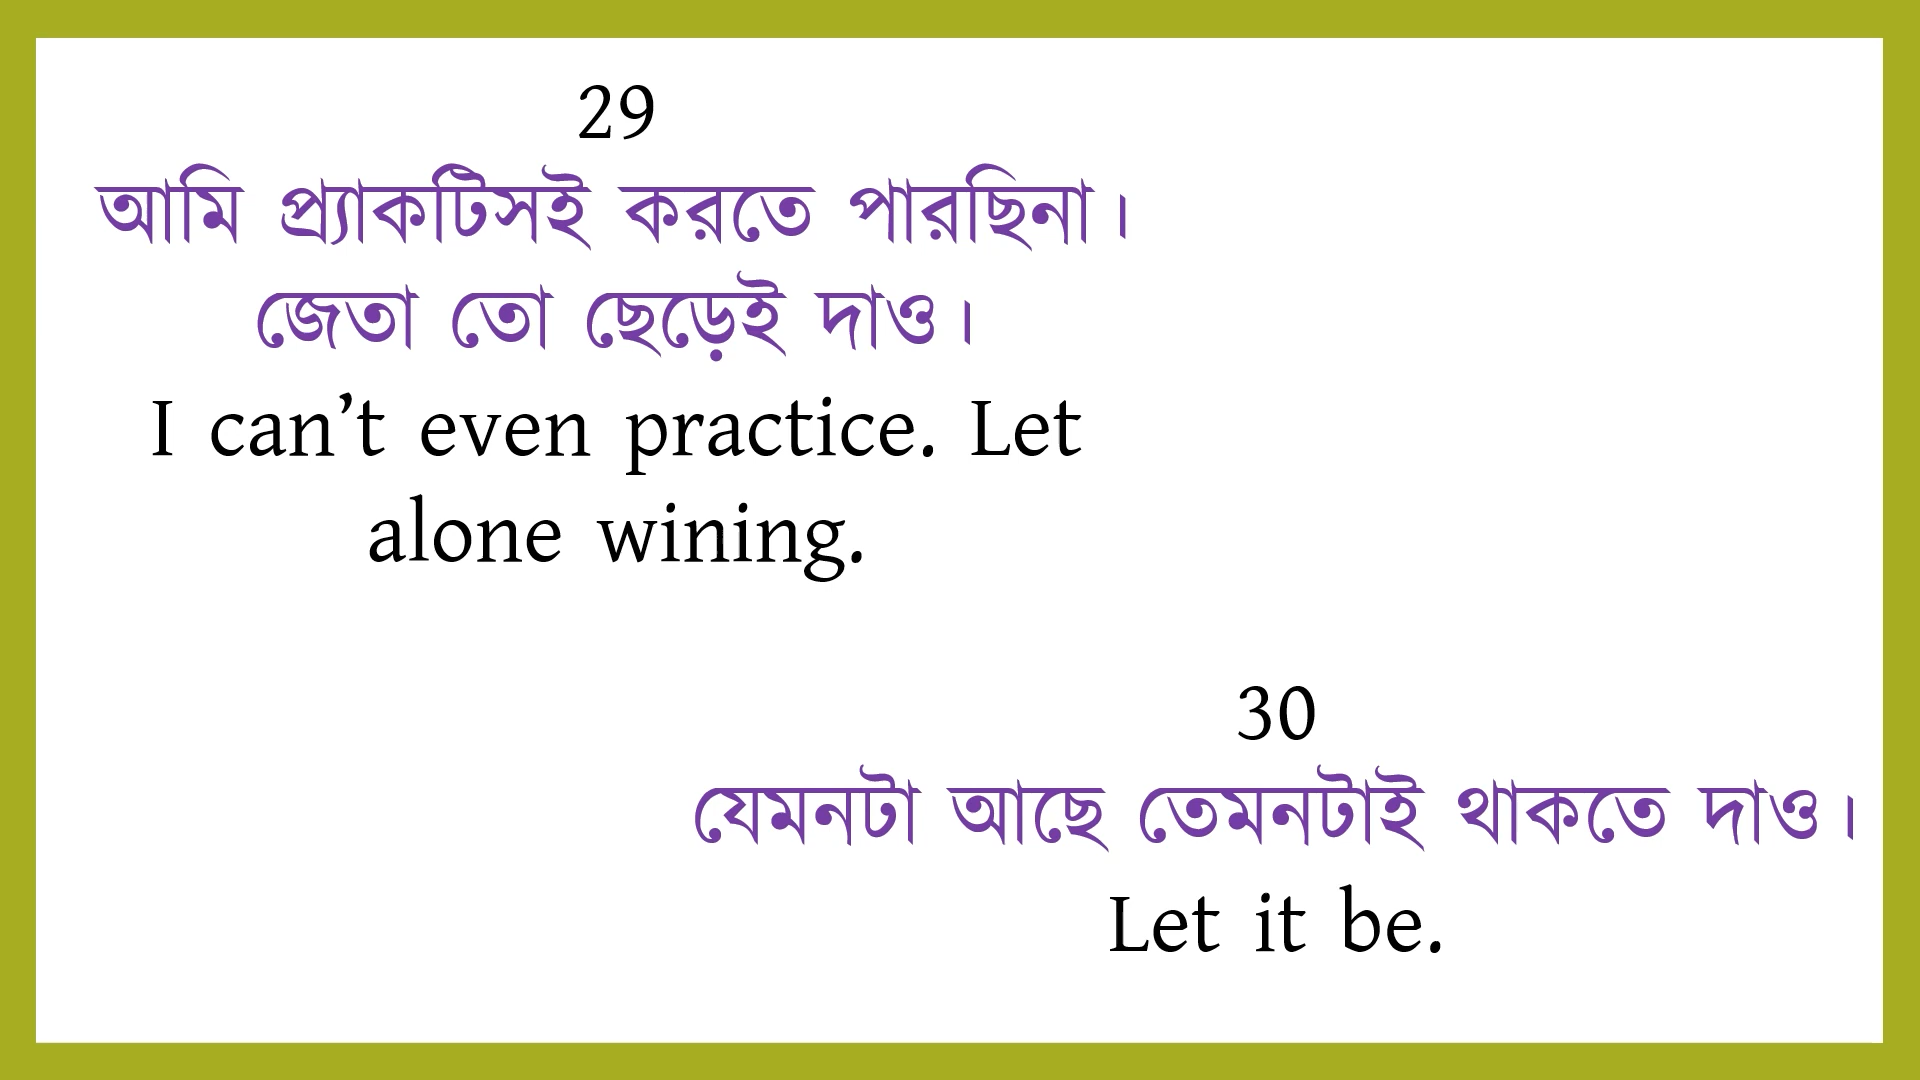 29
আমি প্র্যাকটিসই করতে পারছিনা।
জেতা তো ছেড়েই দাও।
I can’t even practice. Let
alone wining.
30
যেমনটা আছে তেমনটাই থাকতে দাও।
Let it be.